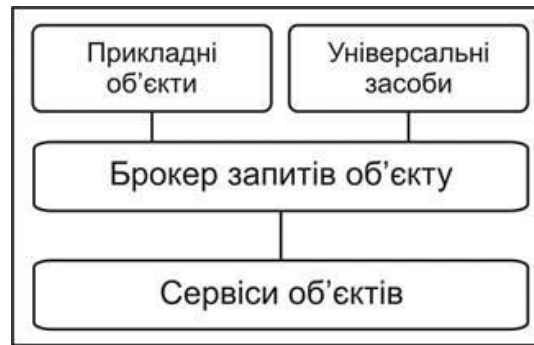 Прикладні
об’єкти
Універсальні
засоби
Брокер запитів об’єкту
Сервіси об’єктів